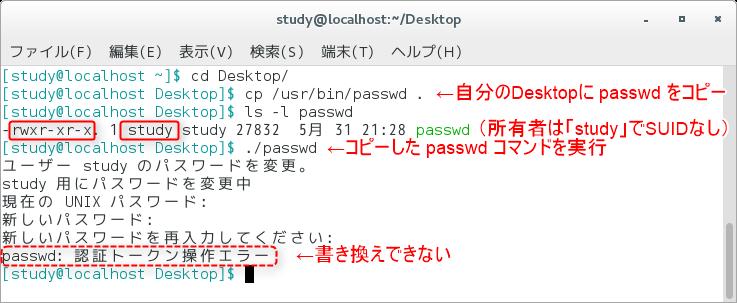 study@localhost:~/Desktop
ファイル(F) 編集(E) 表示(V) 検索(S) 端末(T) ヘルプ(H)
[study@localhost ~]$ cd Desktop/
[study@localhost Desktop]$ cp /usr/bin/passwd . ←自分のDesktopに passwd をコピー
[study@localhost Desktop]$ ls -l passwd
-rwxr-xr-x. 1 study study 27832 5月 31 21:28 passwd (所有者は「study」でSUIDなし)
[study@localhost Desktop]$ ./passwd ←コピーした passwd コマンドを実行
ユーザー study のパスワードを変更。
study 用にパスワードを変更中
現在の UNIX パスワード:
新しいパスワード:
新しいパスワードを再入力してください:
passwd: 認証トークン操作エラー ←書き換えできない
[study@localhost Desktop]$